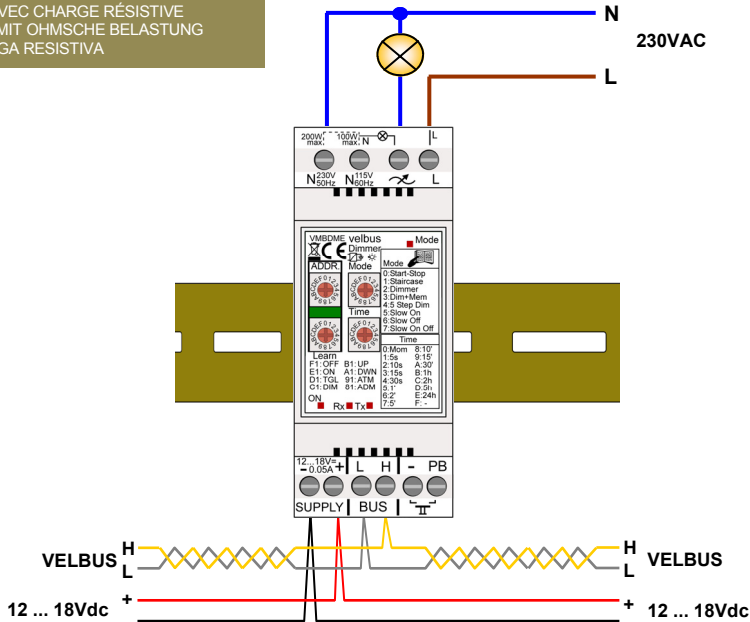 VEC CHARGE RÉSISTIVE
MIT OHMSCHE BELASTUNG
GA RESISTIVA
N
230VAC
L
200W max. 100W max. N L
N 230V 50Hz N 115V 60Hz L
VMBDME velbus Mode
CE Dimmer
ADDR. Mode Mode
0:Start-Stop
1:Staircase
2:Dimmer
3:Dim+Mem
4:5 Step Dim
5:Slow On
6:Slow Off
7:Slow On Off
Time
Time
0:Mom 8:10'
1:5s 9:15'
2:10s A:30'
3:15s B:1h
4:30s C:2h
5:1' D:5h
6:2' E:24h
7:5' F: -
Learn
F1:OFF B1:UP
E1:ON A1:DWN
D1:TGL 91:ATM
C1:DIM 81:ADM
ON
Rx Tx
12...18V= - 0.05A + L H - PB
SUPPLY BUS
VELBUS H H VELBUS
L L
12 ... 18Vdc + + 12 ... 18Vdc